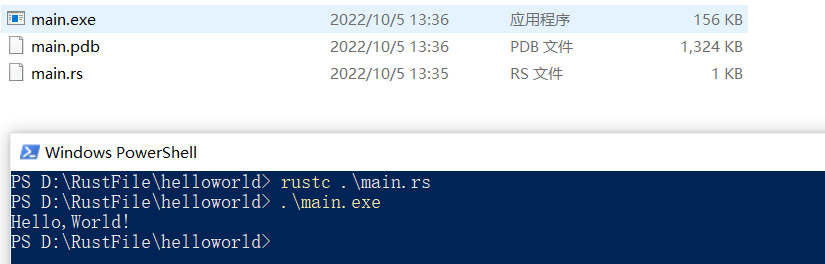 main.exe 2022/10/5 13:36 应用程序 156 KB
main.pdb 2022/10/5 13:36 PDB 文件 1,324 KB
main.rs 2022/10/5 13:35 RS 文件 1 KB
Windows PowerShell
PS D:\RustFile\helloworld> rustc .\main.rs
PS D:\RustFile\helloworld> .\main.exe
Hello,World!
PS D:\RustFile\helloworld>